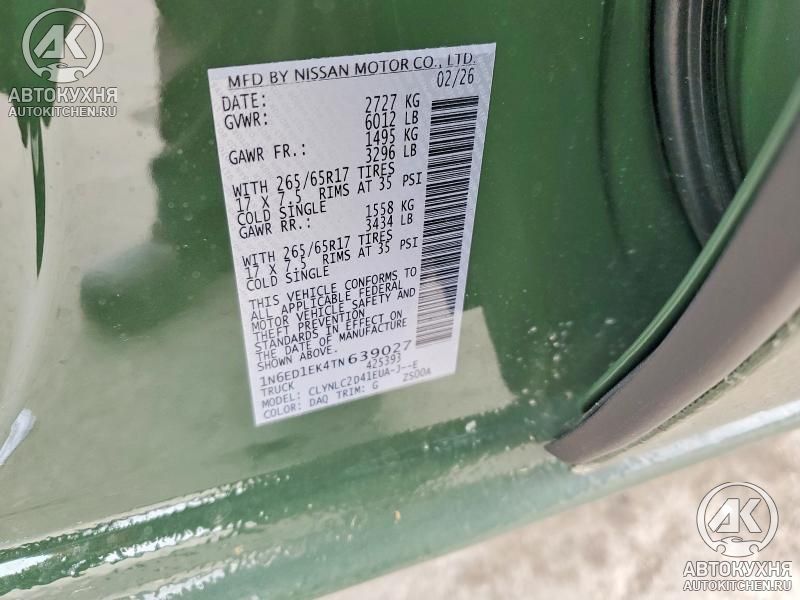 AK
АВТОКУХНЯ
AUTOKITCHEN.RU
MFD BY NISSAN MOTOR CO., LTD.
02/26
DATE:
GVWR: 2727 KG
6012 LB
GAWR FR.: 1495 KG
3296 LB
WITH 265/65R17 TIRES
17 X 7.5 RIMS AT 35 PSI
COLD SINGLE
GAWR RR.: 1558 KG
3434 LB
WITH 265/65R17 TIRES
17 X 7.5 RIMS AT 35 PSI
COLD SINGLE
THIS VEHICLE CONFORMS TO
ALL APPLICABLE FEDERAL
MOTOR VEHICLE SAFETY AND
THEFT PREVENTION
STANDARDS IN EFFECT ON
THE DATE OF MANUFACTURE
SHOWN ABOVE.
1N6ED1EK4TN639027
TRUCK 425393
MODEL: CLYNLC2D41EUA-J--E
COLOR: DAQ TRIM: G ZS00A
AK
АВТОКУХНЯ
AUTOKITCHEN.RU